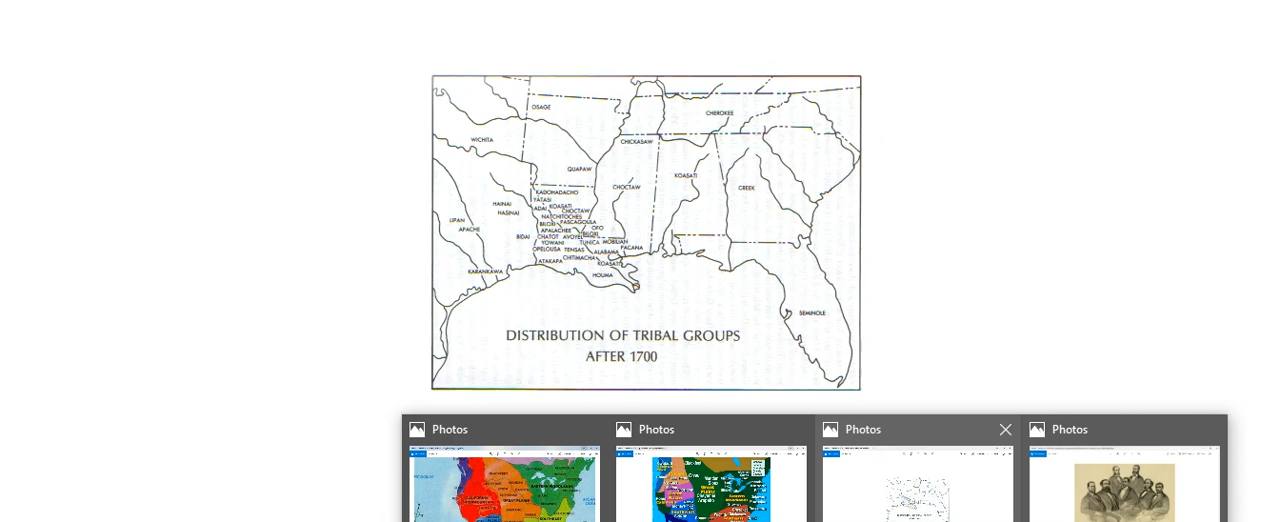 OSAGE
CHEROKEE
WICHITA
CHICKASAW
QUAPAW
KOASATI
CHOCTAW
CREEK
KADOHADACHO
YATASI
ADAI KOASATI
HAINAI
CHOCTAW
HASINAI
NATCHITOCHES
LIPAN
BILOXI PASCAGOULA
APACHE
APALACHEE OFO
BILOXI
BIDAI CHATOT AVOYEL
YOWANI TUNICA MOBILIAN
OPELOUSA TENSAS ALABAMA PACANA
CHITIMACHA
ATAKAPA KOASATI
KARANKAWA
HOUMA
SEMINOLE
DISTRIBUTION OF TRIBAL GROUPS
AFTER 1700
Photos Photos Photos Photos